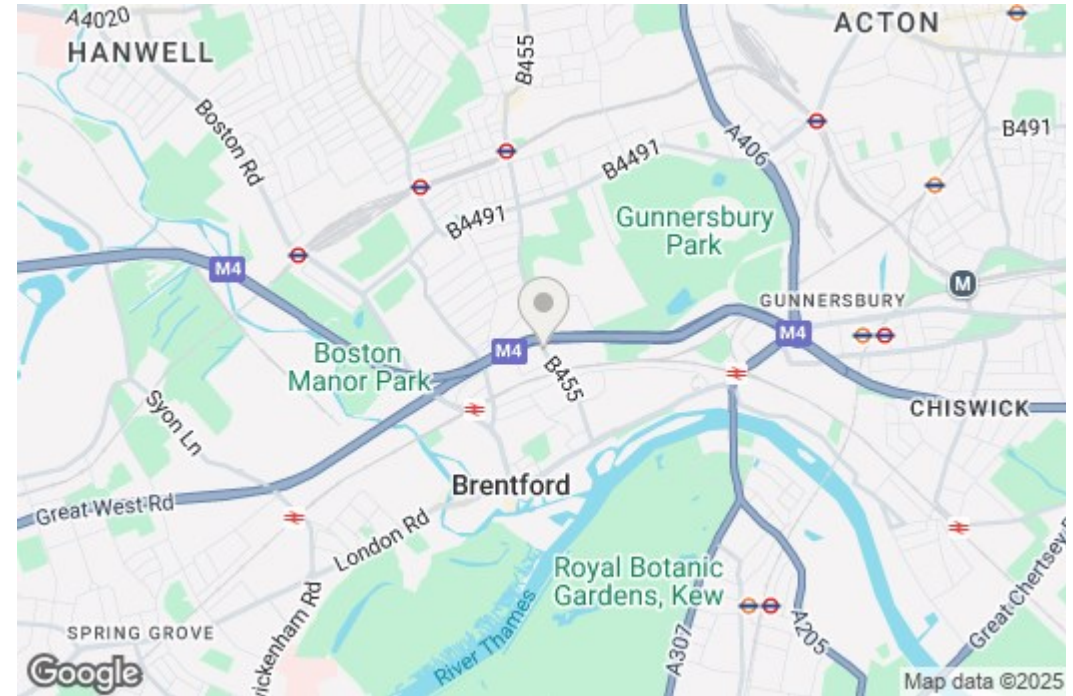 A4020
HANWELL
B455
ACTON
Boston Rd
A406
B491
B4491
B4491
Gunnersbury
Park
M4
GUNNERSBURY
M
M4
M4
Boston
Manor Park
B455
Syon Ln
CHISWICK
Brentford
Great West Rd
London Rd
Royal Botanic
Gardens, Kew
River Thames
Great Chertsey
A307
A205
SPRING GROVE
wickenham Rd
Google
Map data ©2025